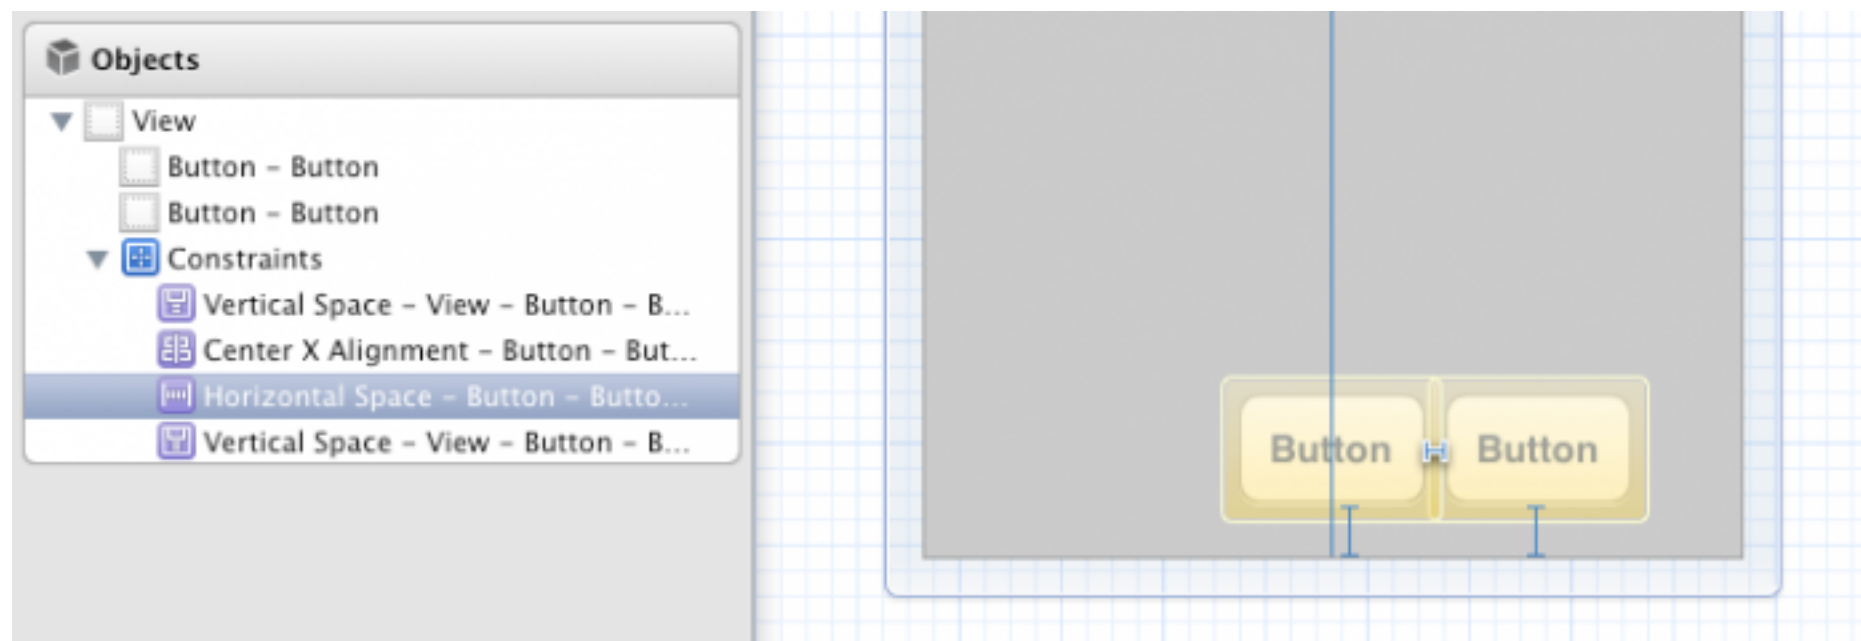 Objects
View
Button – Button
Button – Button
Constraints
Vertical Space – View – Button – B...
Center X Alignment – Button – But...
Horizontal Space – Button – Butto...
Vertical Space – View – Button – B...
Button Button